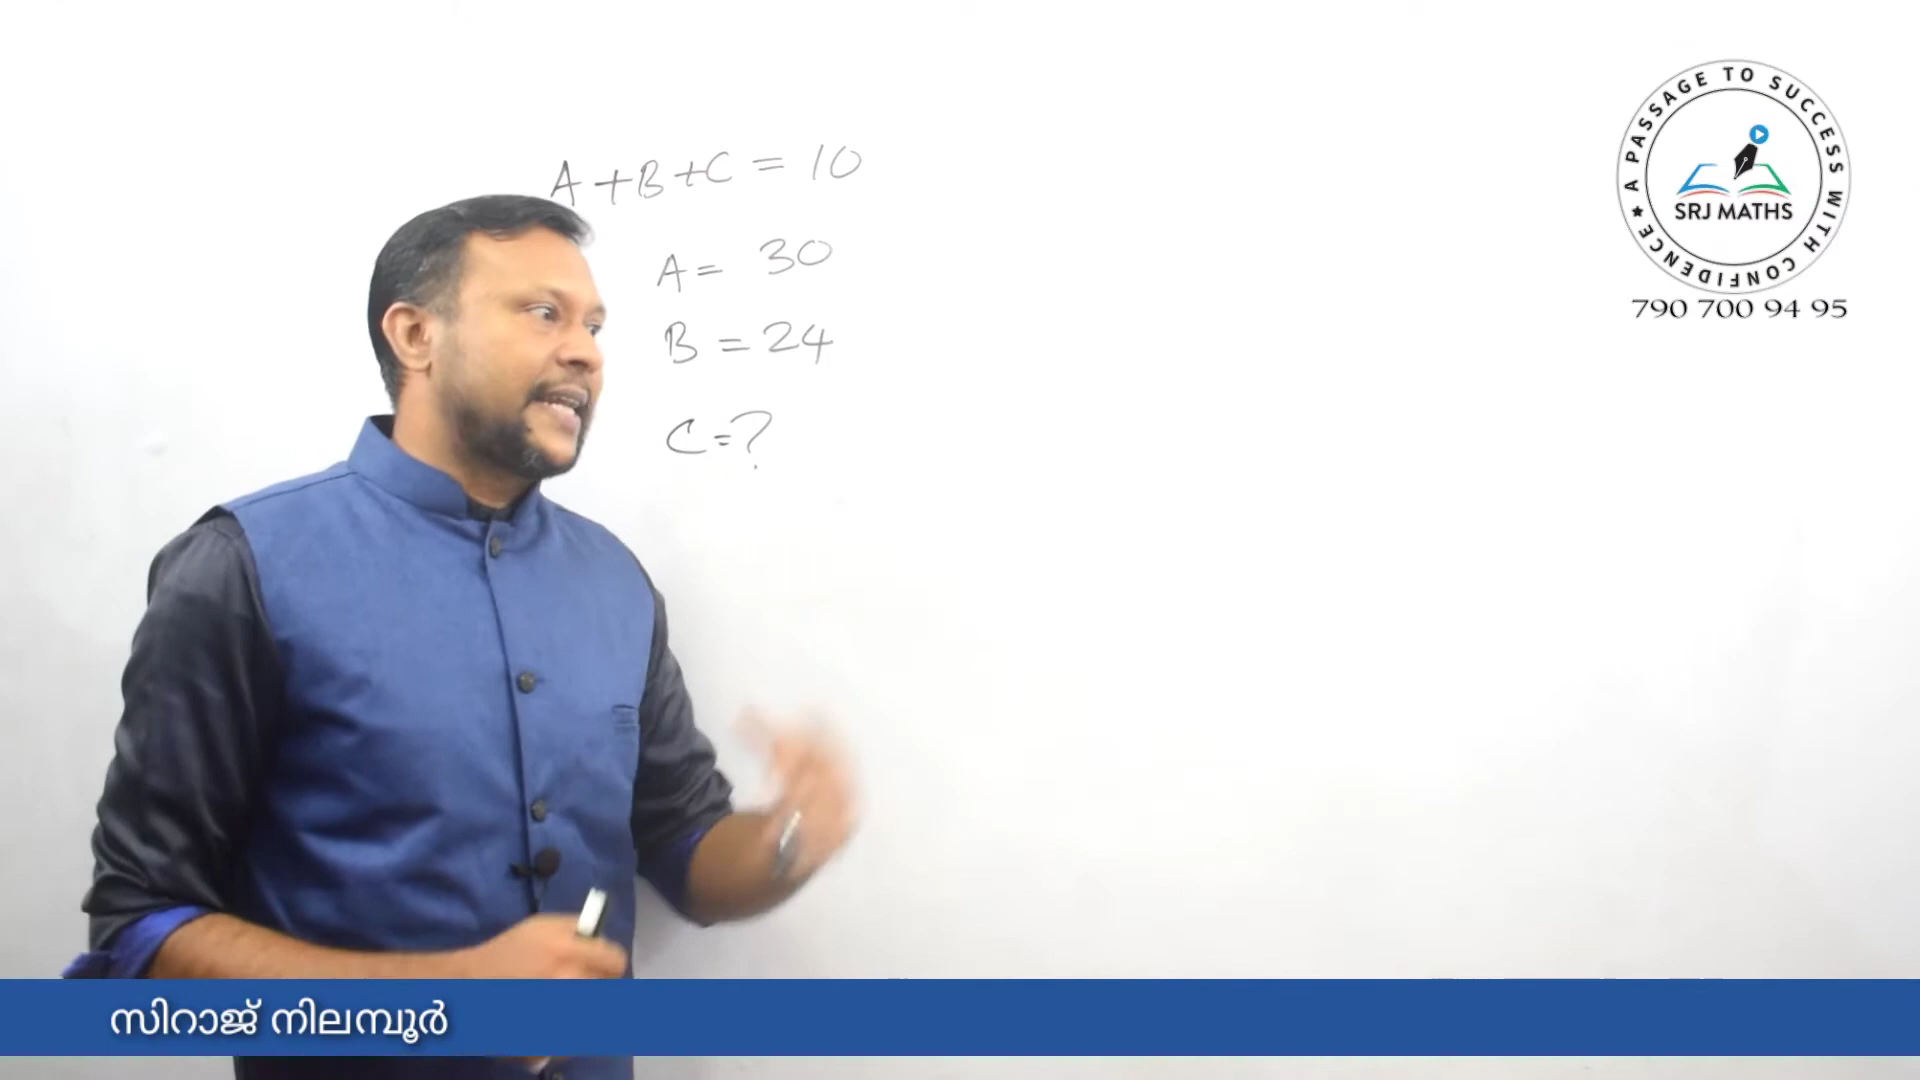 A+B+C = 10
A = 30
B = 24
C=?
A PASSAGE TO SUCCESS WITH CONFIDENCE ★
SRJ MATHS
790 700 94 95
സിറാജ് നിലമ്പൂർ